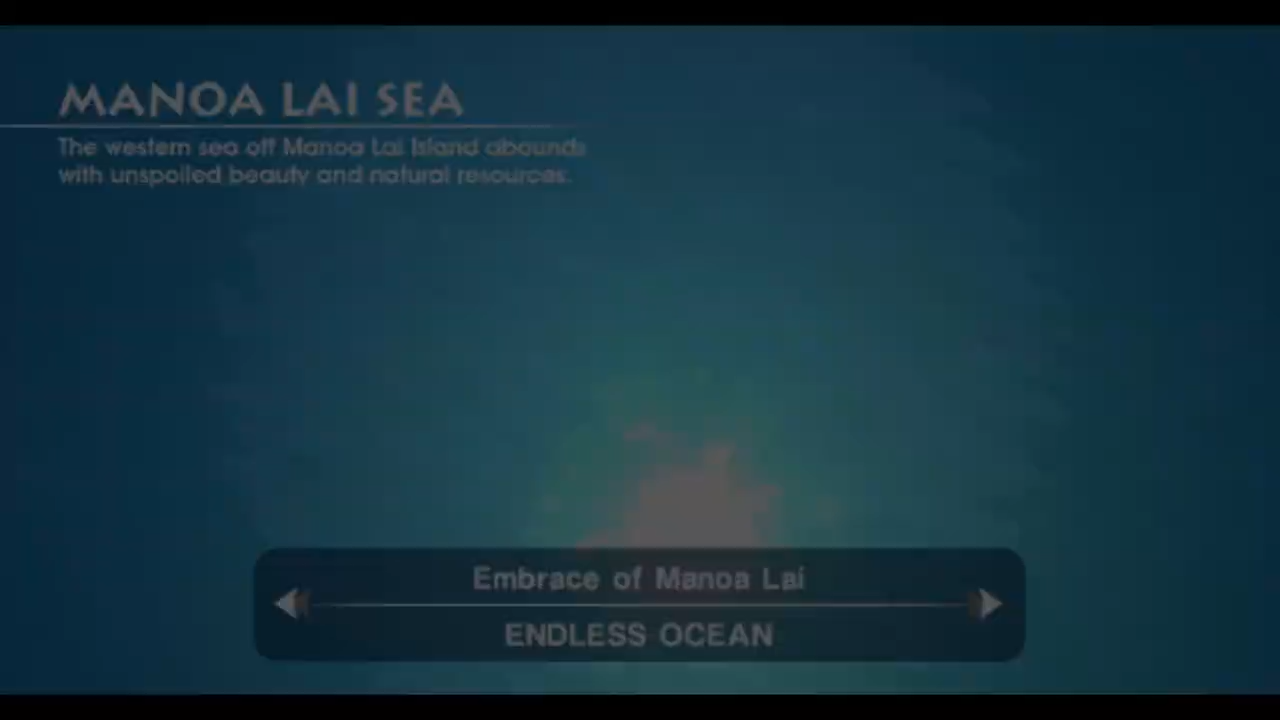 MANOA LAI SEA
The western sea off Manoa Lai Island abounds
with unspoiled beauty and natural resources.
Embrace of Manoa Lai
ENDLESS OCEAN